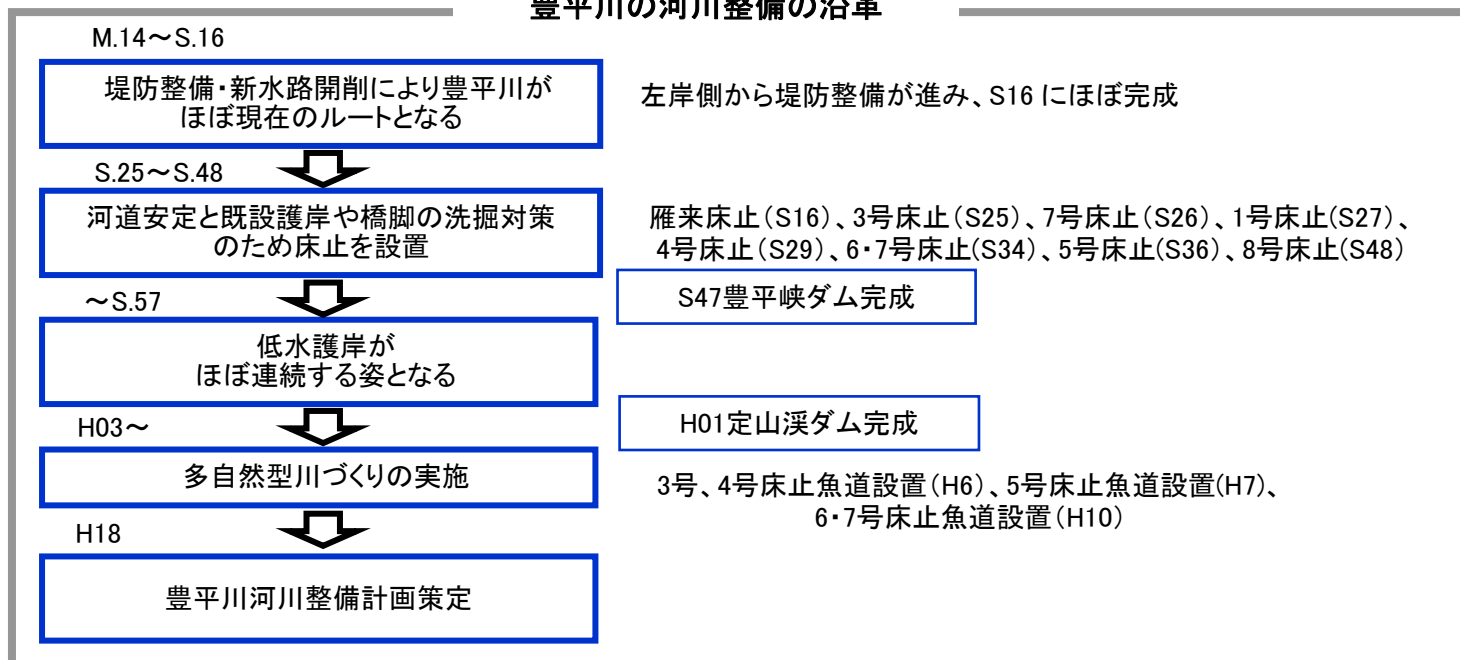 豊平川の河川整備の沿革
M.14～S.16
堤防整備・新水路開削により豊平川が
ほぼ現在のルートとなる
左岸側から堤防整備が進み、S16 にほぼ完成
S.25～S.48
河道安定と既設護岸や橋脚の洗掘対策
のため床止を設置
雁来床止（S16）、3号床止（S25）、7号床止（S26）、1号床止(S27)、
4号床止（S29）、6・7号床止(S34)、5号床止(S36)、8号床止(S48)
～S.57
S47豊平峡ダム完成
低水護岸が
ほぼ連続する姿となる
H03～
H01定山渓ダム完成
多自然型川づくりの実施
3号、4号床止魚道設置（H6）、5号床止魚道設置(H7)、
6・7号床止魚道設置（H10）
H18
豊平川河川整備計画策定